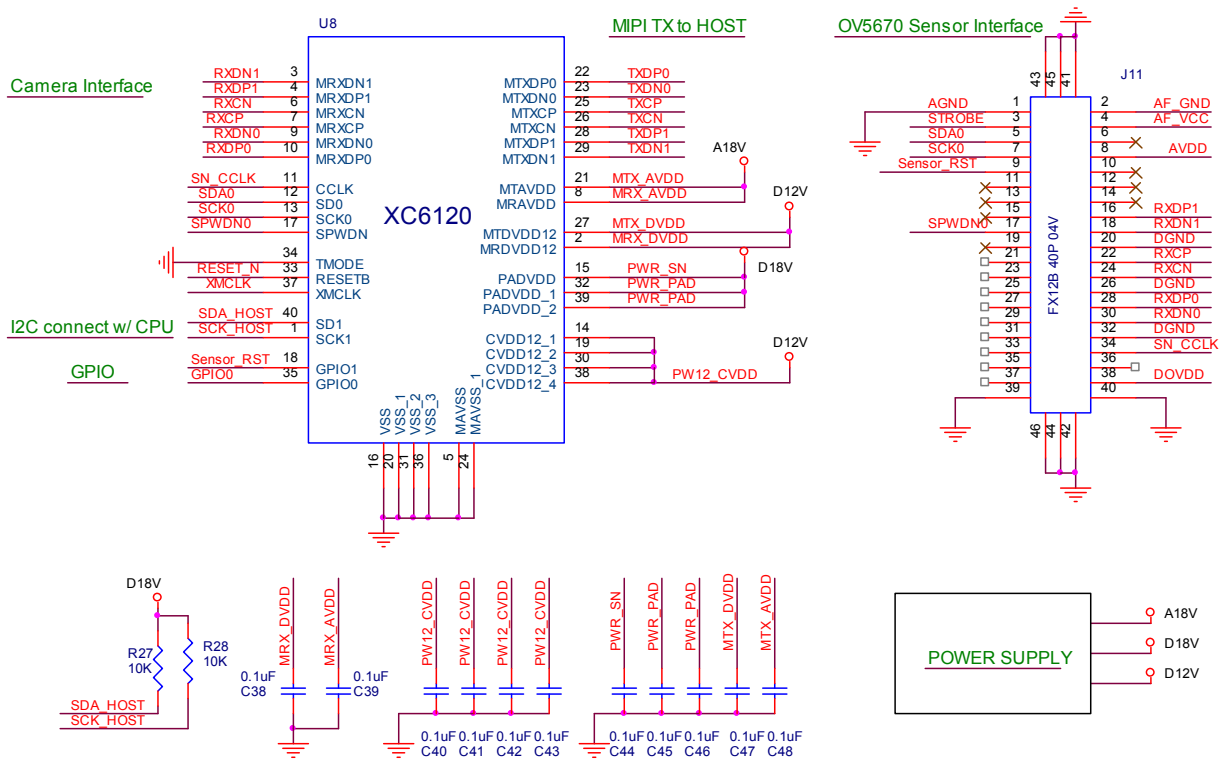 U8
MIPI TX to HOST
OV5670 Sensor Interface
Camera Interface
RXDN1 3 MRXDN1
RXDP1 4 MRXDP1
RXCN 6 MRXCN
RXCP 7 MRXCP
RXDN0 9 MRXDN0
RXDP0 10 MRXDP0
SN_CCLK 11 CCLK
SDA0 12 SD0
SCK0 13 SCK0
SPWDN0 17 SPWDN
34 TMODE
RESET_N 33 RESETB
XMCLK 37 XMCLK
I2C connect w/ CPU
SDA_HOST 40 SD1
SCK_HOST 1 SCK1
GPIO
Sensor_RST 18 GPIO1
GPIO0 35 GPIO0
XC6120
MTXDP0 22 TXDP0
MTXDN0 23 TXDN0
MTXCP 25 TXCP
MTXCN 26 TXCN
MTXDP1 28 TXDP1
MTXDN1 29 TXDN1
A18V
MTAVDD 21 MTX_AVDD
MRAVDD 8 MRX_AVDD
D12V
MTDVDD12 27 MTX_DVDD
MRDVDD12 2 MRX_DVDD
D18V
PADVDD 15 PWR_SN
PADVDD_1 32 PWR_PAD
PADVDD_2 39 PWR_PAD
CVDD12_1 14
CVDD12_2 19
CVDD12_3 30
CVDD12_4 38 PW12_CVDD
D12V
VSS VSS_1 VSS_2 VSS_3 MAVSS MAVSS_1
16 20 31 36 5 24
J11
43 45 41
AGND 1
STROBE 3
SDA0 5
SCK0 7
Sensor_RST 9
11
13
15
SPWDN0 17
19
21
23
25
27
29
31
33
35
37
39
FX12B 40P 04V
2 AF_GND
4 AF_VCC
6
8 AVDD
10
12
14
16 RXDP1
18 RXDN1
20 DGND
22 RXCP
24 RXCN
26 DGND
28 RXDP0
30 RXDN0
32 DGND
34 SN_CCLK
36
38 DOVDD
40
46 44 42
D18V
R27
10K
R28
10K
SDA_HOST
SCK_HOST
MRX_DVDD
0.1uF
C38
MRX_AVDD
0.1uF
C39
PW12_CVDD PW12_CVDD PW12_CVDD PW12_CVDD
0.1uF 0.1uF 0.1uF 0.1uF
C40 C41 C42 C43
PWR_SN PWR_PAD PWR_PAD MTX_DVDD MTX_AVDD
0.1uF 0.1uF 0.1uF 0.1uF 0.1uF
C44 C45 C46 C47 C48
POWER SUPPLY
A18V
D18V
D12V